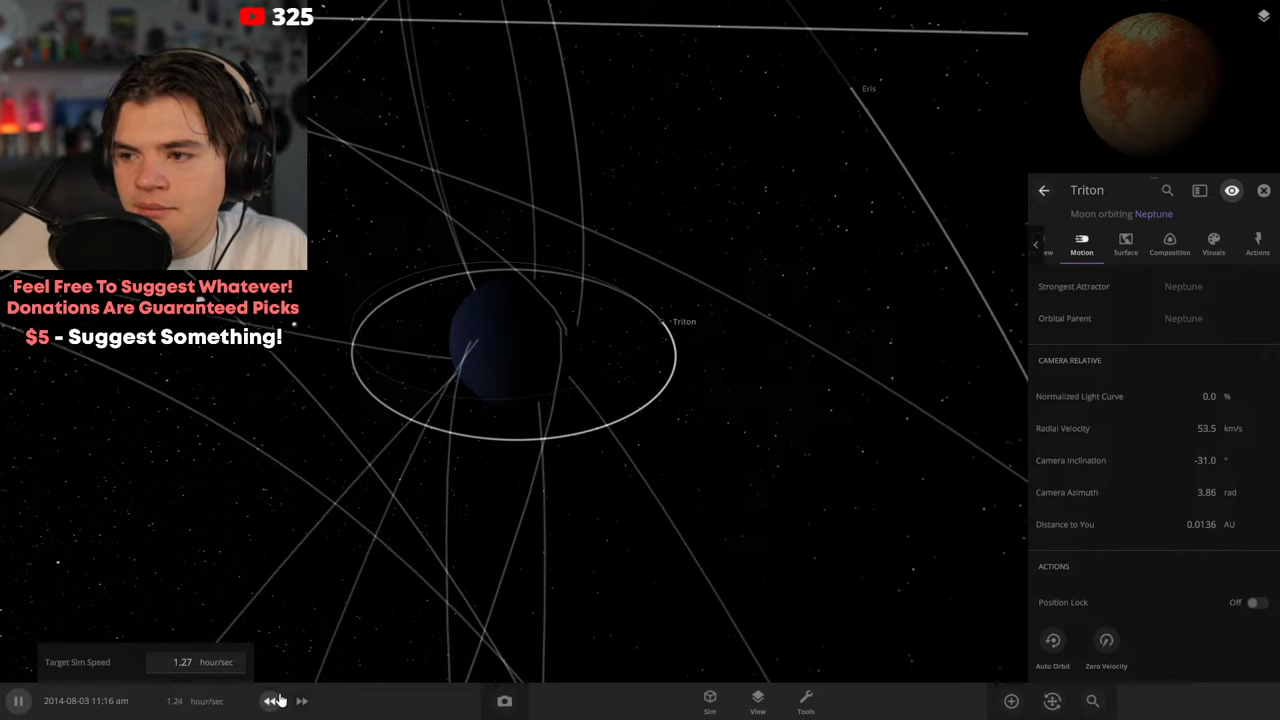 325
Feel Free To Suggest Whatever!
Donations Are Guaranteed Picks
$5 - Suggest Something!
Eris
Triton
Triton
Moon orbiting Neptune
ew Motion Surface Composition Visuals Actions
Strongest Attractor Neptune
Orbital Parent Neptune
CAMERA RELATIVE
Normalized Light Curve 0.0 %
Radial Velocity 53.5 km/s
Camera Inclination -31.0 °
Camera Azimuth 3.86 rad
Distance to You 0.0136 AU
ACTIONS
Position Lock Off
Auto Orbit Zero Velocity
Target Sim Speed 1.27 hour/sec
2014-08-03 11:16 am 1.24 hour/sec
Sim View Tools